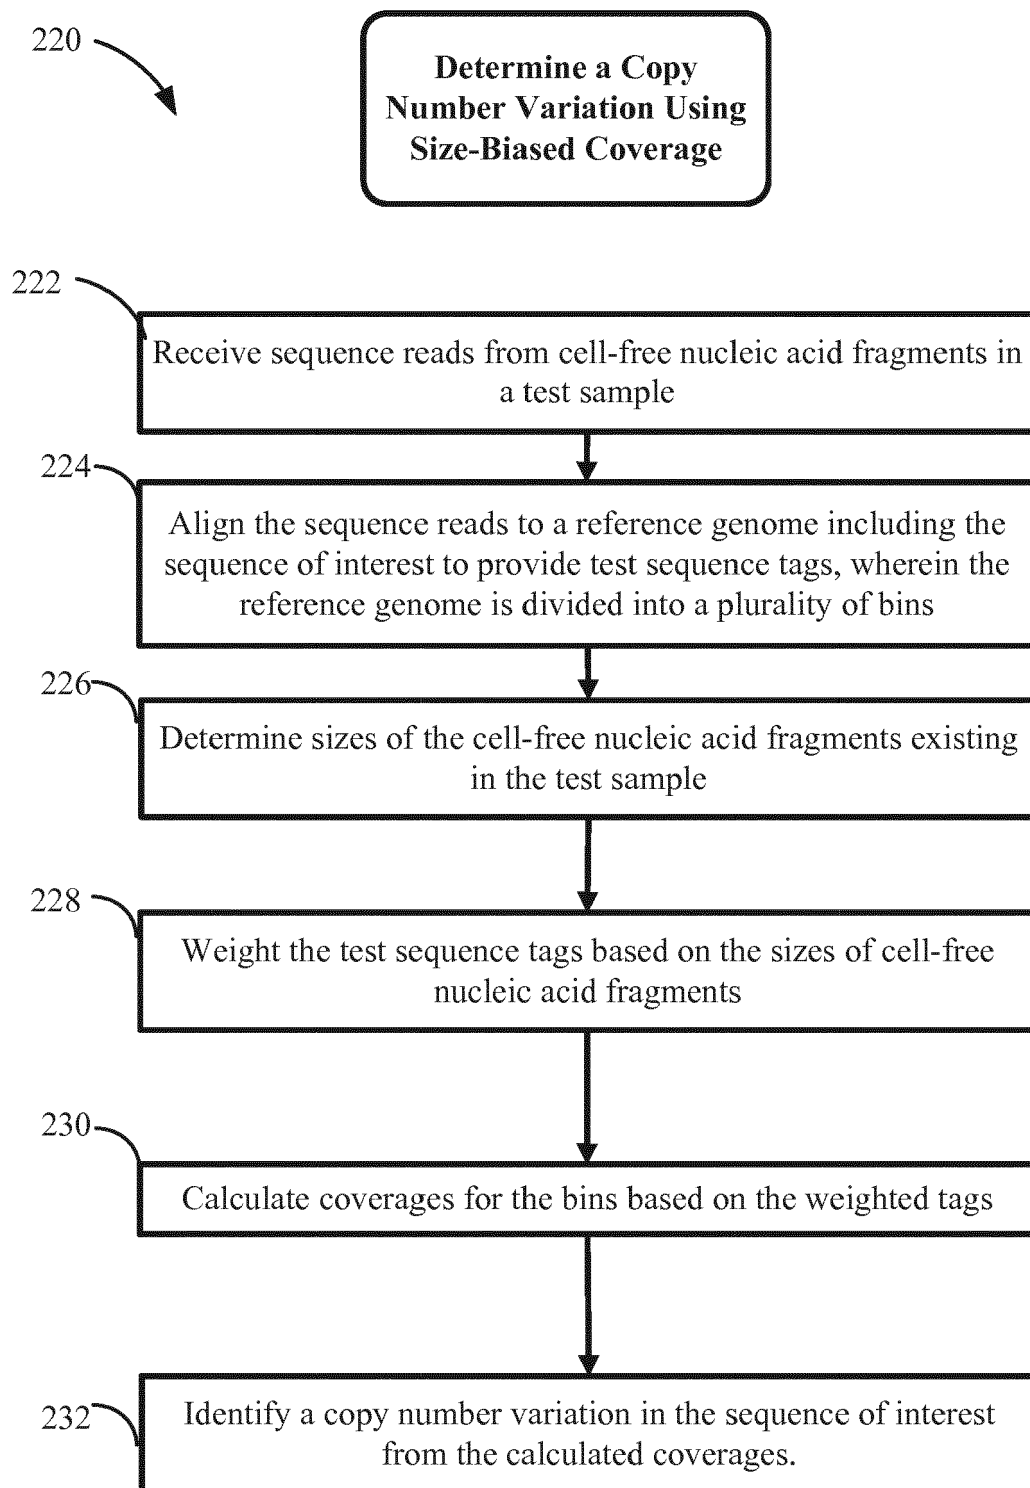 220
Determine a Copy
Number Variation Using
Size-Biased Coverage
222
Receive sequence reads from cell-free nucleic acid fragments in
a test sample
224
Align the sequence reads to a reference genome including the
sequence of interest to provide test sequence tags, wherein the
reference genome is divided into a plurality of bins
226
Determine sizes of the cell-free nucleic acid fragments existing
in the test sample
228
Weight the test sequence tags based on the sizes of cell-free
nucleic acid fragments
230
Calculate coverages for the bins based on the weighted tags
232
Identify a copy number variation in the sequence of interest
from the calculated coverages.